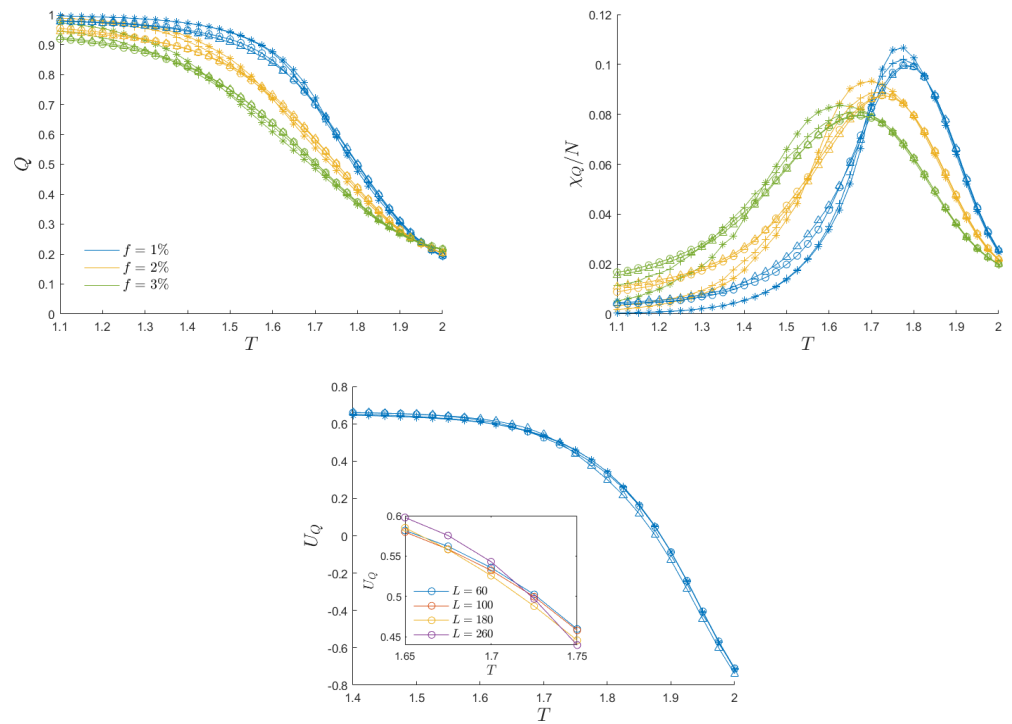 1
0.9
0.8
0.7
0.6
0.5
0.4
0.3
0.2
0.1
0
Q
f = 1%
f = 2%
f = 3%
1.1 1.2 1.3 1.4 1.5 1.6 1.7 1.8 1.9 2
T
0.12
0.1
0.08
0.06
0.04
0.02
0
χ_Q/N
1.1 1.2 1.3 1.4 1.5 1.6 1.7 1.8 1.9 2
T
0.8
0.6
0.4
0.2
0
-0.2
-0.4
-0.6
-0.8
U_Q
1.4 1.5 1.6 1.7 1.8 1.9 2
T
0.6
0.55
0.5
0.45
U_Q
L = 60
L = 100
L = 180
L = 260
1.65 1.7 1.75
T